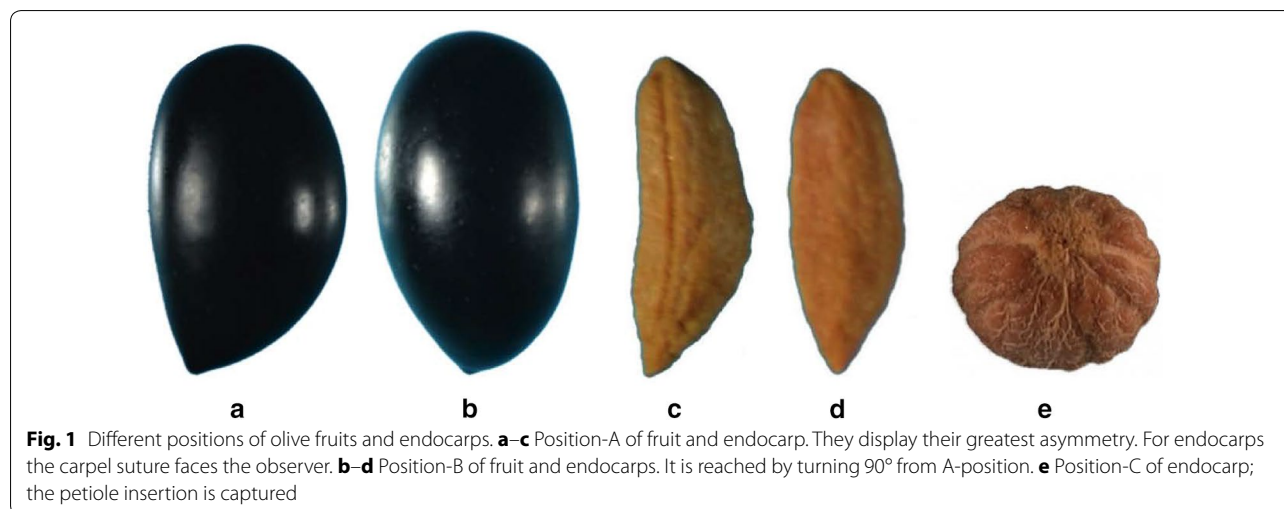 a b c d e
Fig. 1 Different positions of olive fruits and endocarps. a–c Position-A of fruit and endocarp. They display their greatest asymmetry. For endocarps
the carpel suture faces the observer. b–d Position-B of fruit and endocarps. It is reached by turning 90° from A-position. e Position-C of endocarp;
the petiole insertion is captured